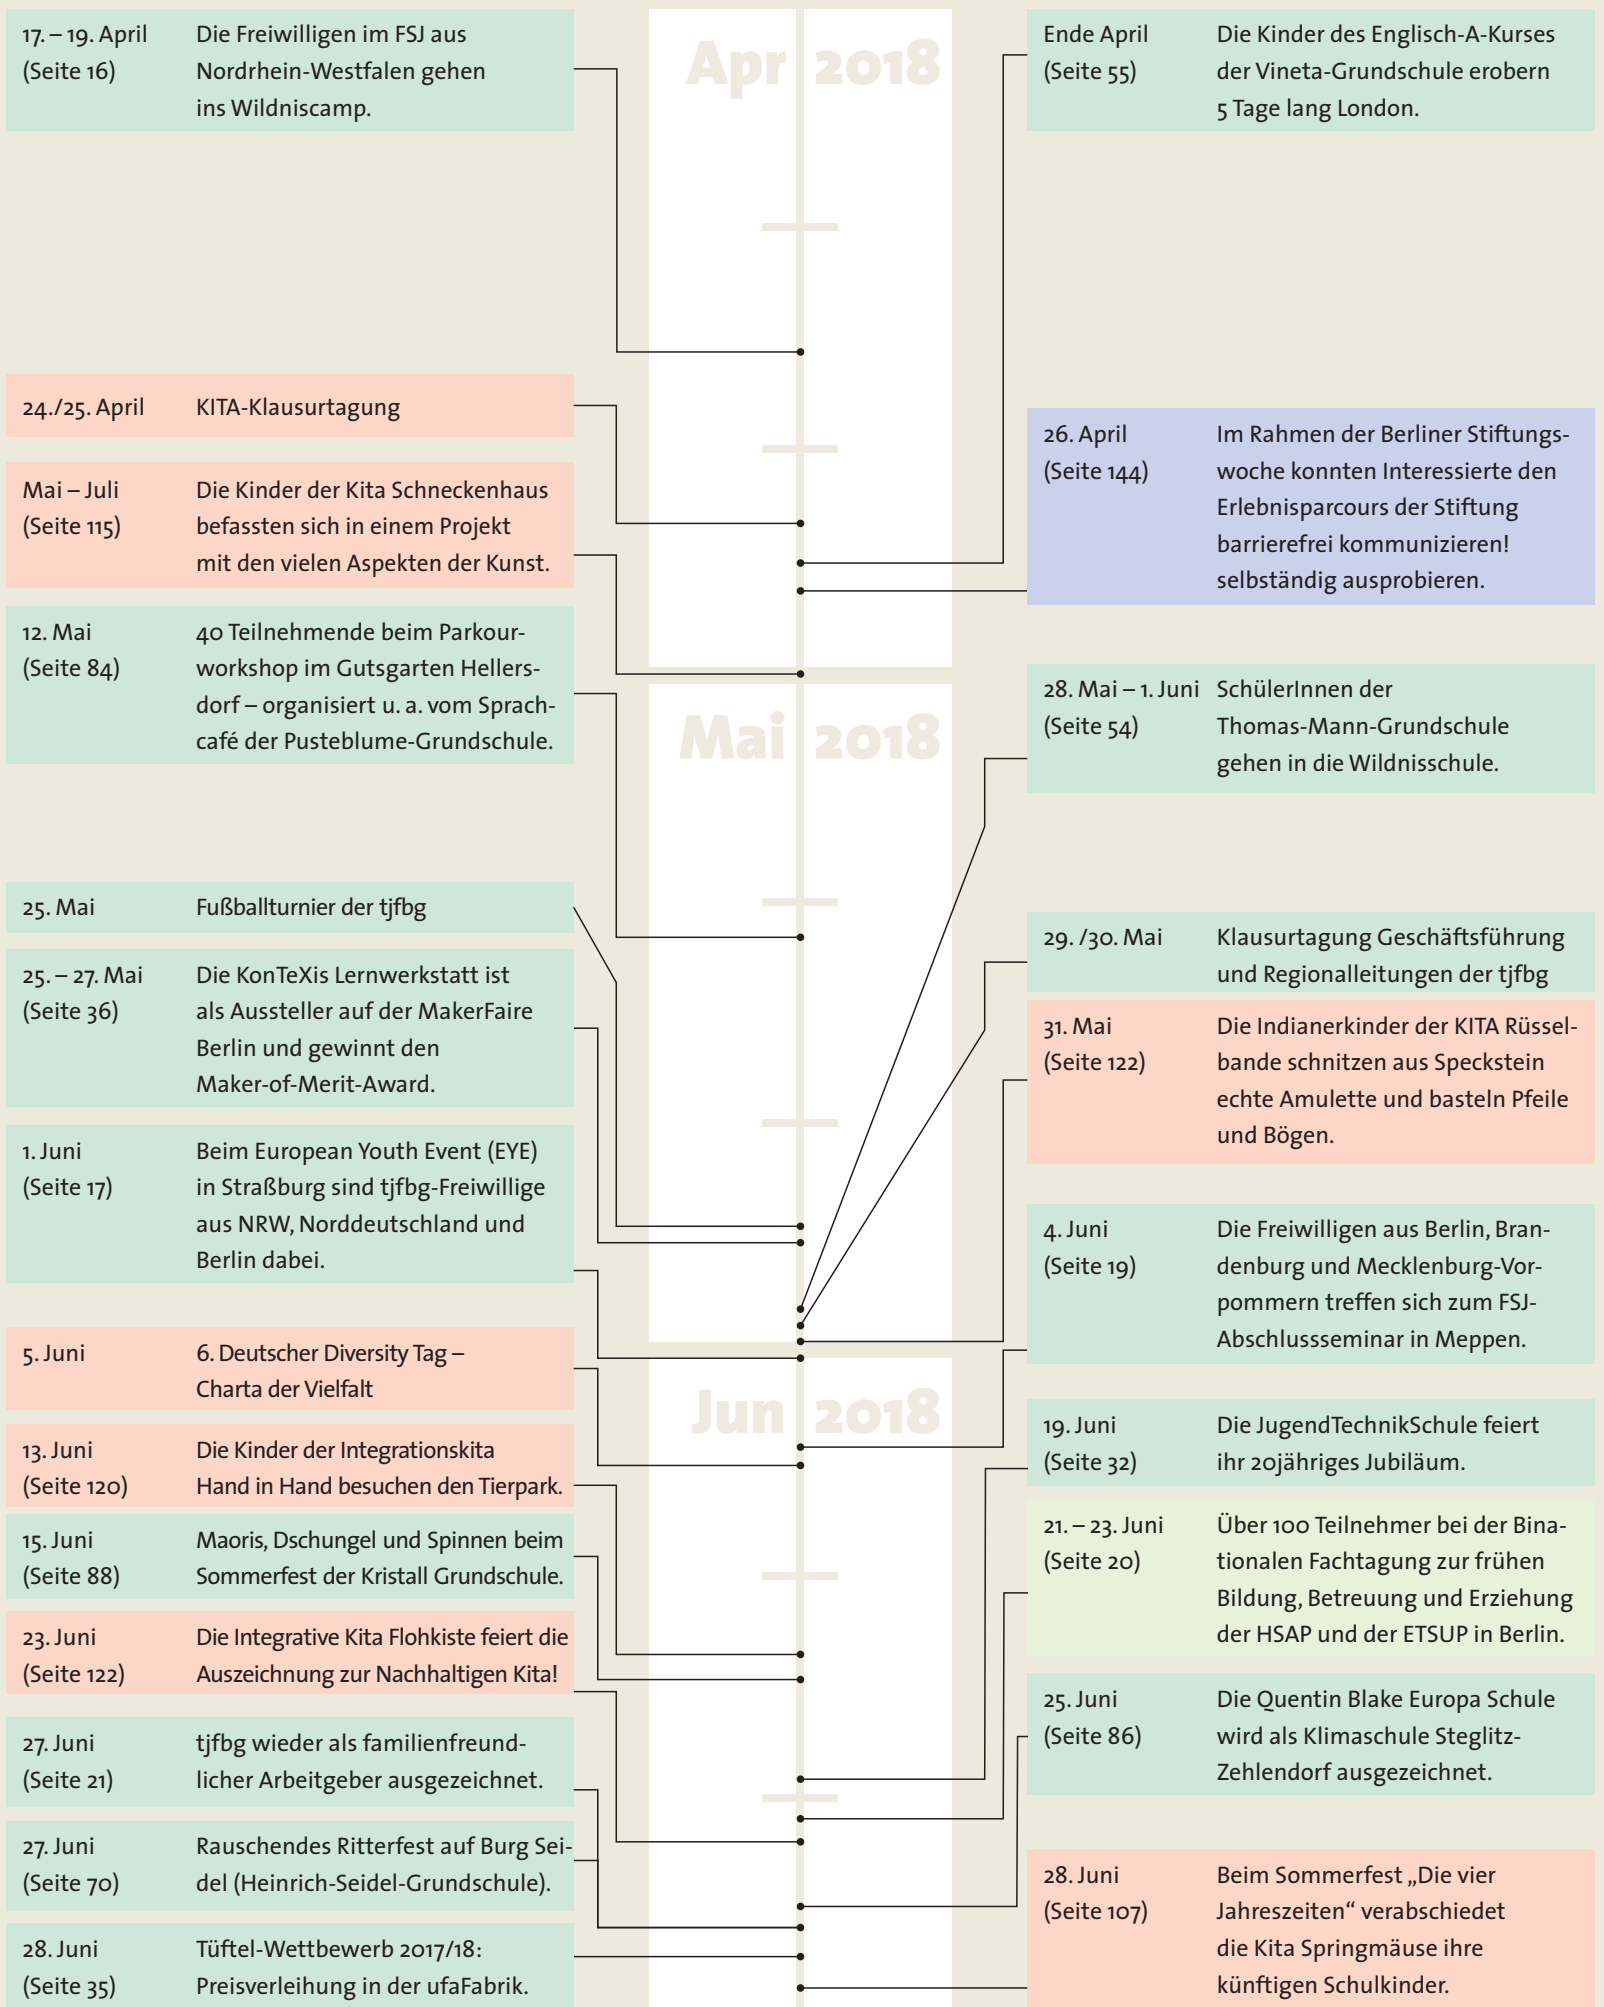 17. – 19. April Die Freiwilligen im FSJ aus
(Seite 16) Nordrhein-Westfalen gehen
ins Wildniscamp.
24./25. April KITA-Klausurtagung
Mai – Juli Die Kinder der Kita Schneckenhaus
(Seite 115) befassten sich in einem Projekt
mit den vielen Aspekten der Kunst.
12. Mai 40 Teilnehmende beim Parkour-
(Seite 84) workshop im Gutsgarten Hellers-
dorf – organisiert u. a. vom Sprach-
café der Pusteblume-Grundschule.
25. Mai Fußballturnier der tjfbg
25. – 27. Mai Die KonTeXis Lernwerkstatt ist
(Seite 36) als Aussteller auf der MakerFaire
Berlin und gewinnt den
Maker-of-Merit-Award.
1. Juni Beim European Youth Event (EYE)
(Seite 17) in Straßburg sind tjfbg-Freiwillige
aus NRW, Norddeutschland und
Berlin dabei.
5. Juni 6. Deutscher Diversity Tag –
Charta der Vielfalt
13. Juni Die Kinder der Integrationskita
(Seite 120) Hand in Hand besuchen den Tierpark.
15. Juni Maoris, Dschungel und Spinnen beim
(Seite 88) Sommerfest der Kristall Grundschule.
23. Juni Die Integrative Kita Flohkiste feiert die
(Seite 122) Auszeichnung zur Nachhaltigen Kita!
27. Juni tjfbg wieder als familienfreund-
(Seite 21) licher Arbeitgeber ausgezeichnet.
27. Juni Rauschendes Ritterfest auf Burg Sei-
(Seite 70) del (Heinrich-Seidel-Grundschule).
28. Juni Tüftel-Wettbewerb 2017/18:
(Seite 35) Preisverleihung in der ufaFabrik.
Apr 2018
Mai 2018
Jun 2018
Ende April Die Kinder des Englisch-A-Kurses
(Seite 55) der Vineta-Grundschule erobern
5 Tage lang London.
26. April Im Rahmen der Berliner Stiftungs-
(Seite 144) woche konnten Interessierte den
Erlebnisparcours der Stiftung
barrierefrei kommunizieren!
selbständig ausprobieren.
28. Mai – 1. Juni SchülerInnen der
(Seite 54) Thomas-Mann-Grundschule
gehen in die Wildnisschule.
29. /30. Mai Klausurtagung Geschäftsführung
und Regionalleitungen der tjfbg
31. Mai Die Indianerkinder der KITA Rüssel-
(Seite 122) bande schnitzen aus Speckstein
echte Amulette und basteln Pfeile
und Bögen.
4. Juni Die Freiwilligen aus Berlin, Bran-
(Seite 19) denburg und Mecklenburg-Vor-
pommern treffen sich zum FSJ-
Abschlussseminar in Meppen.
19. Juni Die JugendTechnikSchule feiert
(Seite 32) ihr 20jähriges Jubiläum.
21. – 23. Juni Über 100 Teilnehmer bei der Bina-
(Seite 20) tionalen Fachtagung zur frühen
Bildung, Betreuung und Erziehung
der HSAP und der ETSUP in Berlin.
25. Juni Die Quentin Blake Europa Schule
(Seite 86) wird als Klimaschule Steglitz-
Zehlendorf ausgezeichnet.
28. Juni Beim Sommerfest „Die vier
(Seite 107) Jahreszeiten“ verabschiedet
die Kita Springmäuse ihre
künftigen Schulkinder.